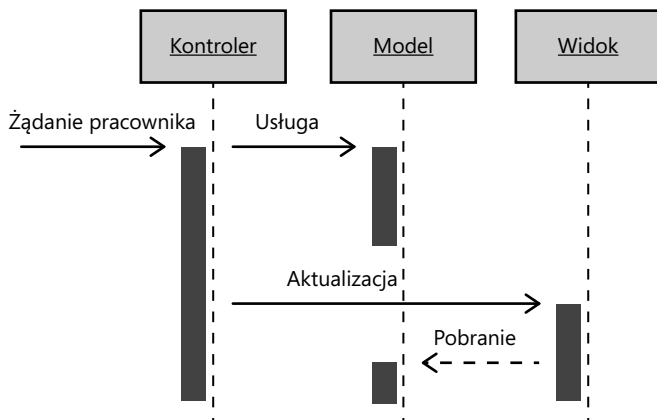 Kontroler
Model
Widok
Żądanie pracownika
Usługa
Aktualizacja
Pobranie